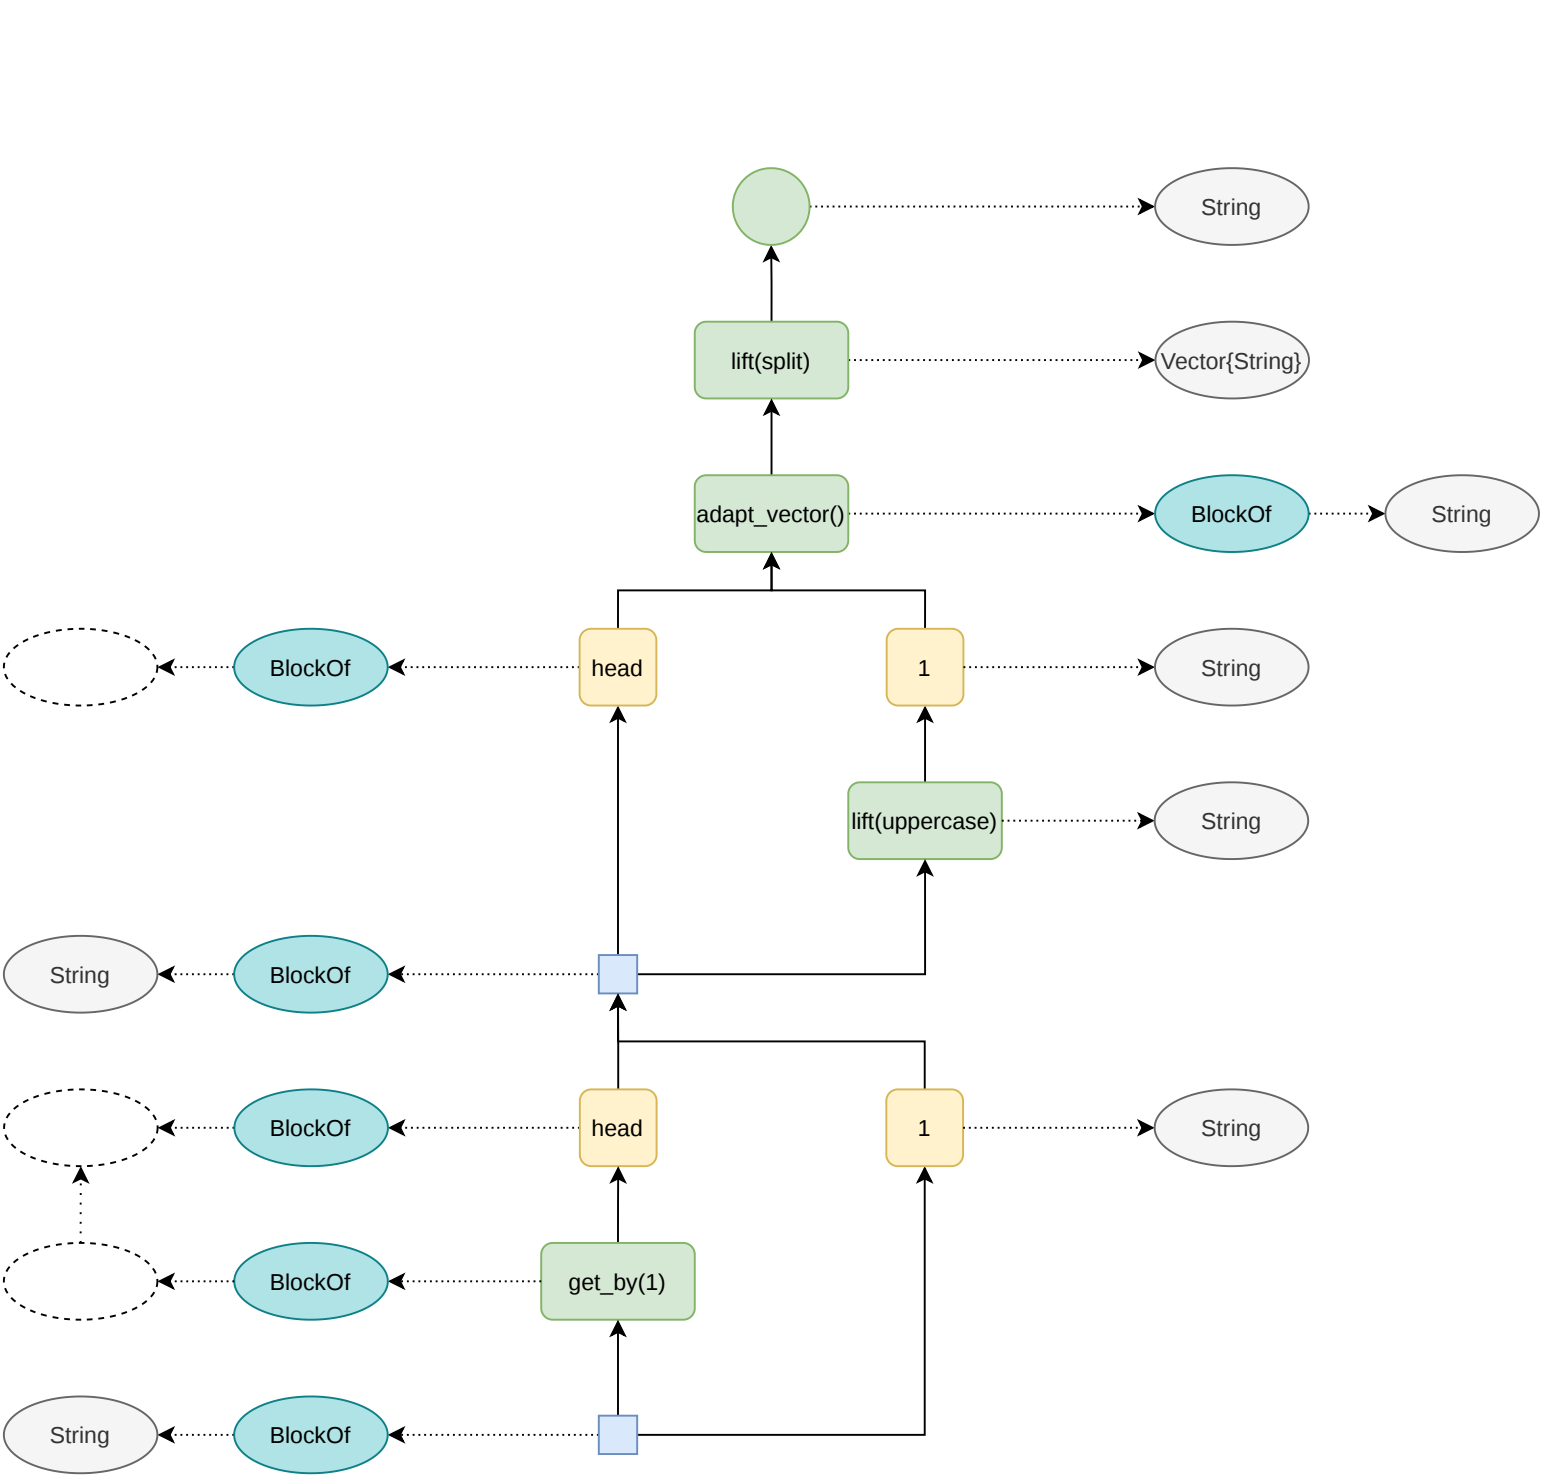 String
lift(split)
Vector{String}
adapt_vector()
BlockOf
String
BlockOf
head
1
String
lift(uppercase)
String
String
BlockOf
BlockOf
head
1
String
BlockOf
get_by(1)
String
BlockOf